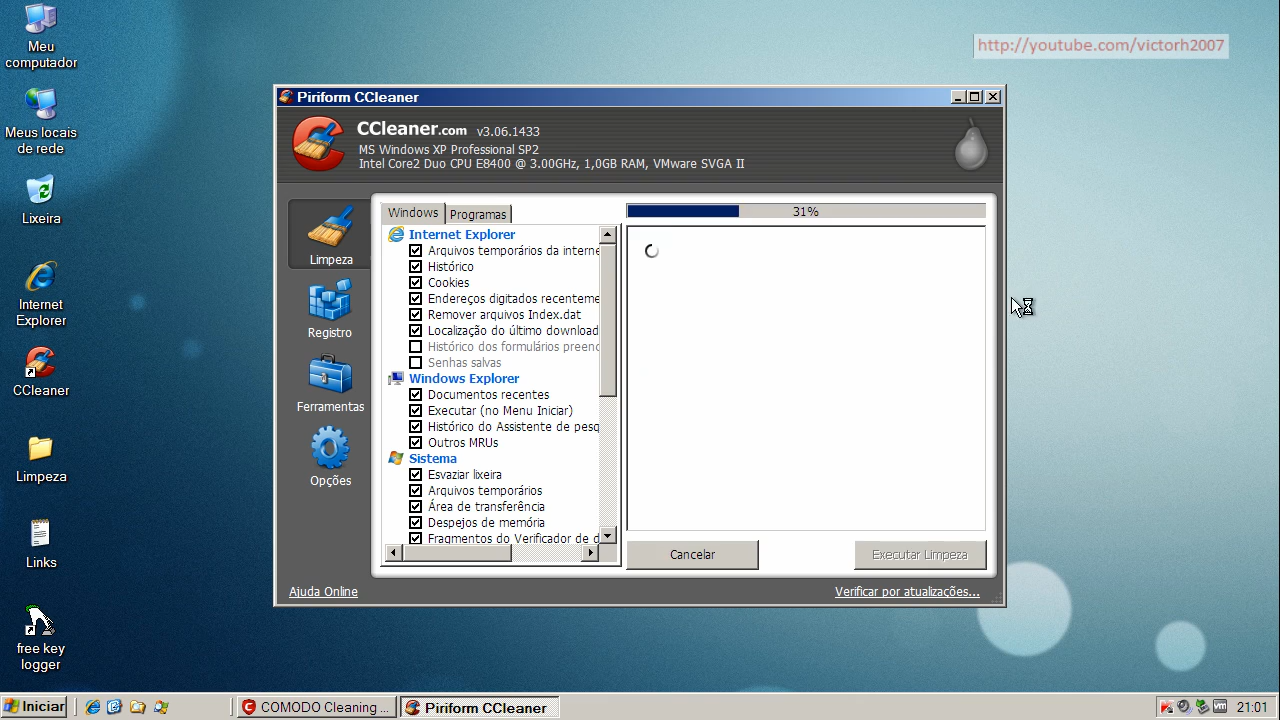 Meu
computador
Meus locais
de rede
Lixeira
Internet
Explorer
CCleaner
Limpeza
Links
free key
logger
http://youtube.com/victorh2007
Piriform CCleaner
CCleaner.com v3.06.1433
MS Windows XP Professional SP2
Intel Core2 Duo CPU E8400 @ 3.00GHz, 1,0GB RAM, VMware SVGA II
Limpeza
Registro
Ferramentas
Opções
Windows Programas
Internet Explorer
Arquivos temporários da interne
Histórico
Cookies
Endereços digitados recenteme
Remover arquivos Index.dat
Localização do último download
Histórico dos formulários preenc
Senhas salvas
Windows Explorer
Documentos recentes
Executar (no Menu Iniciar)
Histórico do Assistente de pesq
Outros MRUs
Sistema
Esvaziar lixeira
Arquivos temporários
Área de transferência
Despejos de memória
Fragmentos do Verificador de d
31%
Cancelar Executar Limpeza
Ajuda Online Verificar por atualizações...
Iniciar COMODO Cleaning ... Piriform CCleaner 21:01